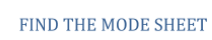 FIND THE MODE SHEET